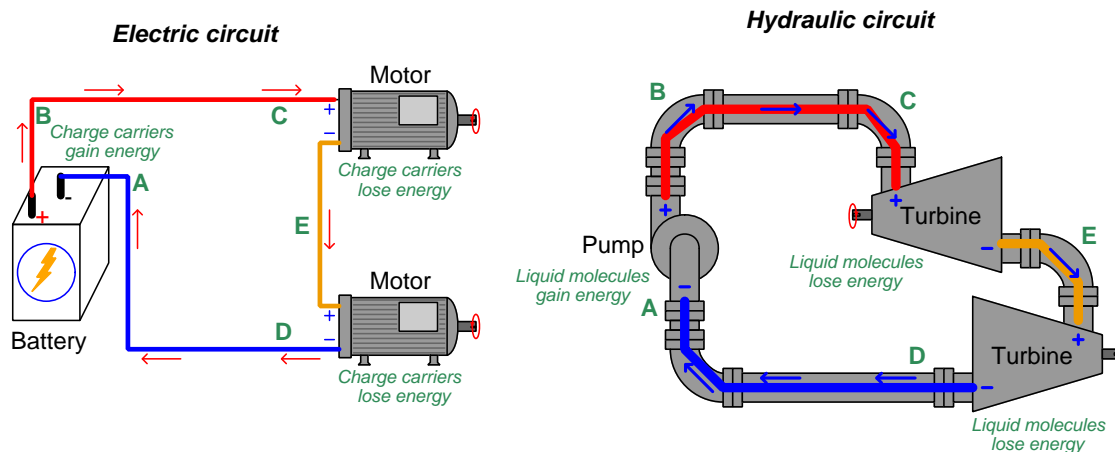 Electric circuit
Motor
B
C
+
-
Charge carriers
gain energy
Charge carriers
lose energy
A
-
+
E
Motor
+
-
D
Battery
Charge carriers
lose energy
Hydraulic circuit
B
C
+
+
Turbine
Pump
-
E
Liquid molecules
gain energy
Liquid molecules
lose energy
-
A
+
Turbine
D
-
Liquid molecules
lose energy